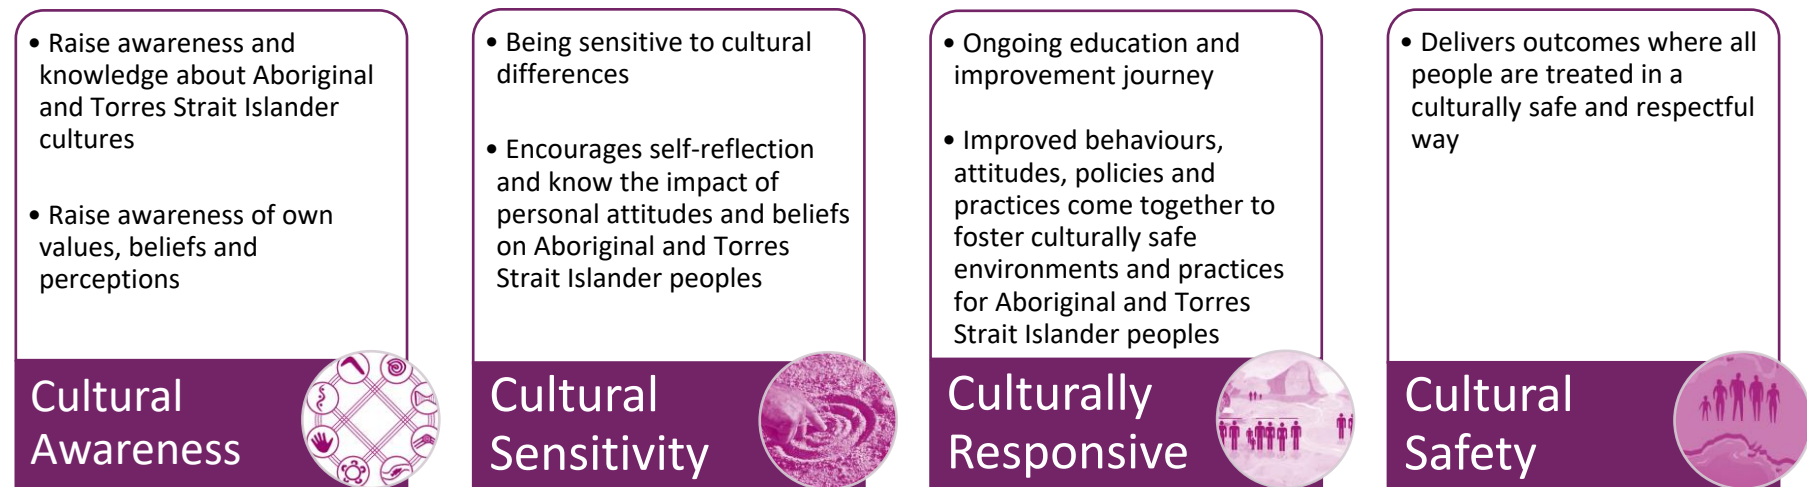 • Raise awareness and
knowledge about Aboriginal
and Torres Strait Islander
cultures
• Raise awareness of own
values, beliefs and
perceptions
Cultural
Awareness
• Being sensitive to cultural
differences
• Encourages self-reflection
and know the impact of
personal attitudes and beliefs
on Aboriginal and Torres
Strait Islander peoples
Cultural
Sensitivity
• Ongoing education and
improvement journey
• Improved behaviours,
attitudes, policies and
practices come together to
foster culturally safe
environments and practices
for Aboriginal and Torres
Strait Islander peoples
Culturally
Responsive
• Delivers outcomes where all
people are treated in a
culturally safe and respectful
way
Cultural
Safety